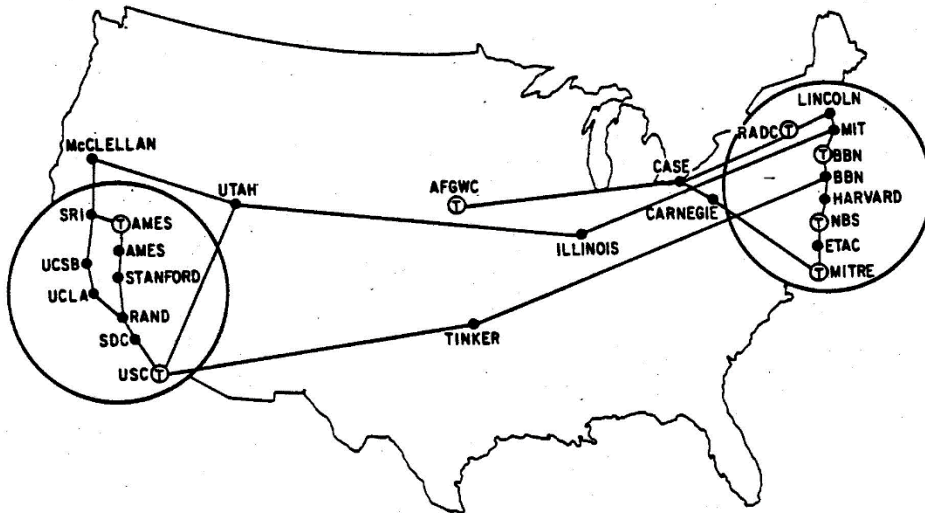 LINCOLN
RADC T
MIT
McCLELLAN
T BBN
CASE
BBN
UTAH
AFGWC
T
HARVARD
CARNEGIE
SRI
T AMES
T NBS
AMES
ILLINOIS
ETAC
UCSB
STANFORD
T MITRE
UCLA
RAND
SDC
TINKER
USC T